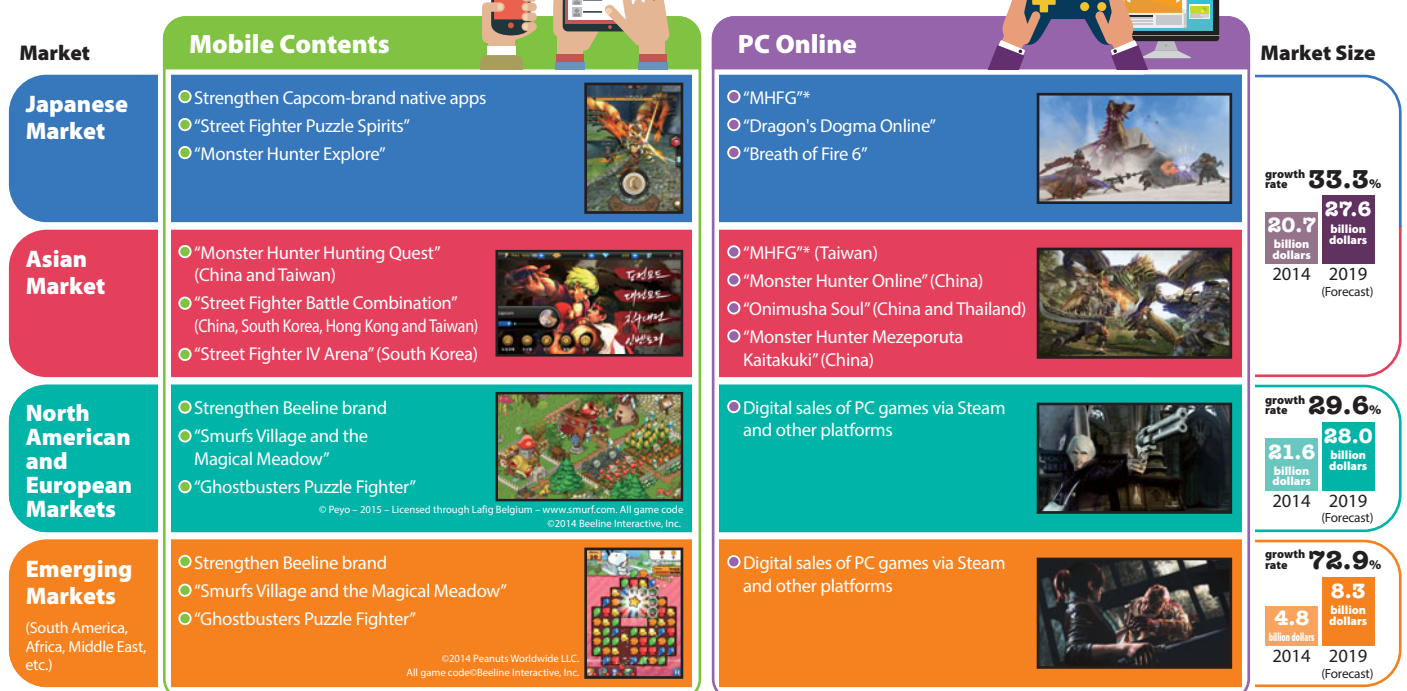 Market
Mobile Contents
PC Online
Market Size
Japanese
Market
Strengthen Capcom-brand native apps
“Street Fighter Puzzle Spirits”
“Monster Hunter Explore”
“MHFG”*
“Dragon's Dogma Online”
“Breath of Fire 6”
growth
rate 33.3%
20.7
billion
dollars
27.6
billion
dollars
2014 2019
(Forecast)
Asian
Market
“Monster Hunter Hunting Quest”
(China and Taiwan)
“Street Fighter Battle Combination”
(China, South Korea, Hong Kong and Taiwan)
“Street Fighter IV Arena” (South Korea)
“MHFG”* (Taiwan)
“Monster Hunter Online” (China)
“Onimusha Soul” (China and Thailand)
“Monster Hunter Mezeporuta
Kaitakuki” (China)
North
American
and
European
Markets
Strengthen Beeline brand
“Smurfs Village and the
Magical Meadow”
“Ghostbusters Puzzle Fighter”
© Peyo – 2015 – Licensed through Lafig Belgium – www.smurf.com. All game code
©2014 Beeline Interactive, Inc.
Digital sales of PC games via Steam
and other platforms
growth
rate 29.6%
21.6
billion
dollars
28.0
billion
dollars
2014 2019
(Forecast)
Emerging
Markets
(South America,
Africa, Middle East,
etc.)
Strengthen Beeline brand
“Smurfs Village and the Magical Meadow”
“Ghostbusters Puzzle Fighter”
©2014 Peanuts Worldwide LLC.
All game code©Beeline Interactive, Inc.
Digital sales of PC games via Steam
and other platforms
growth
rate 72.9%
4.8
billion dollars
8.3
billion
dollars
2014 2019
(Forecast)